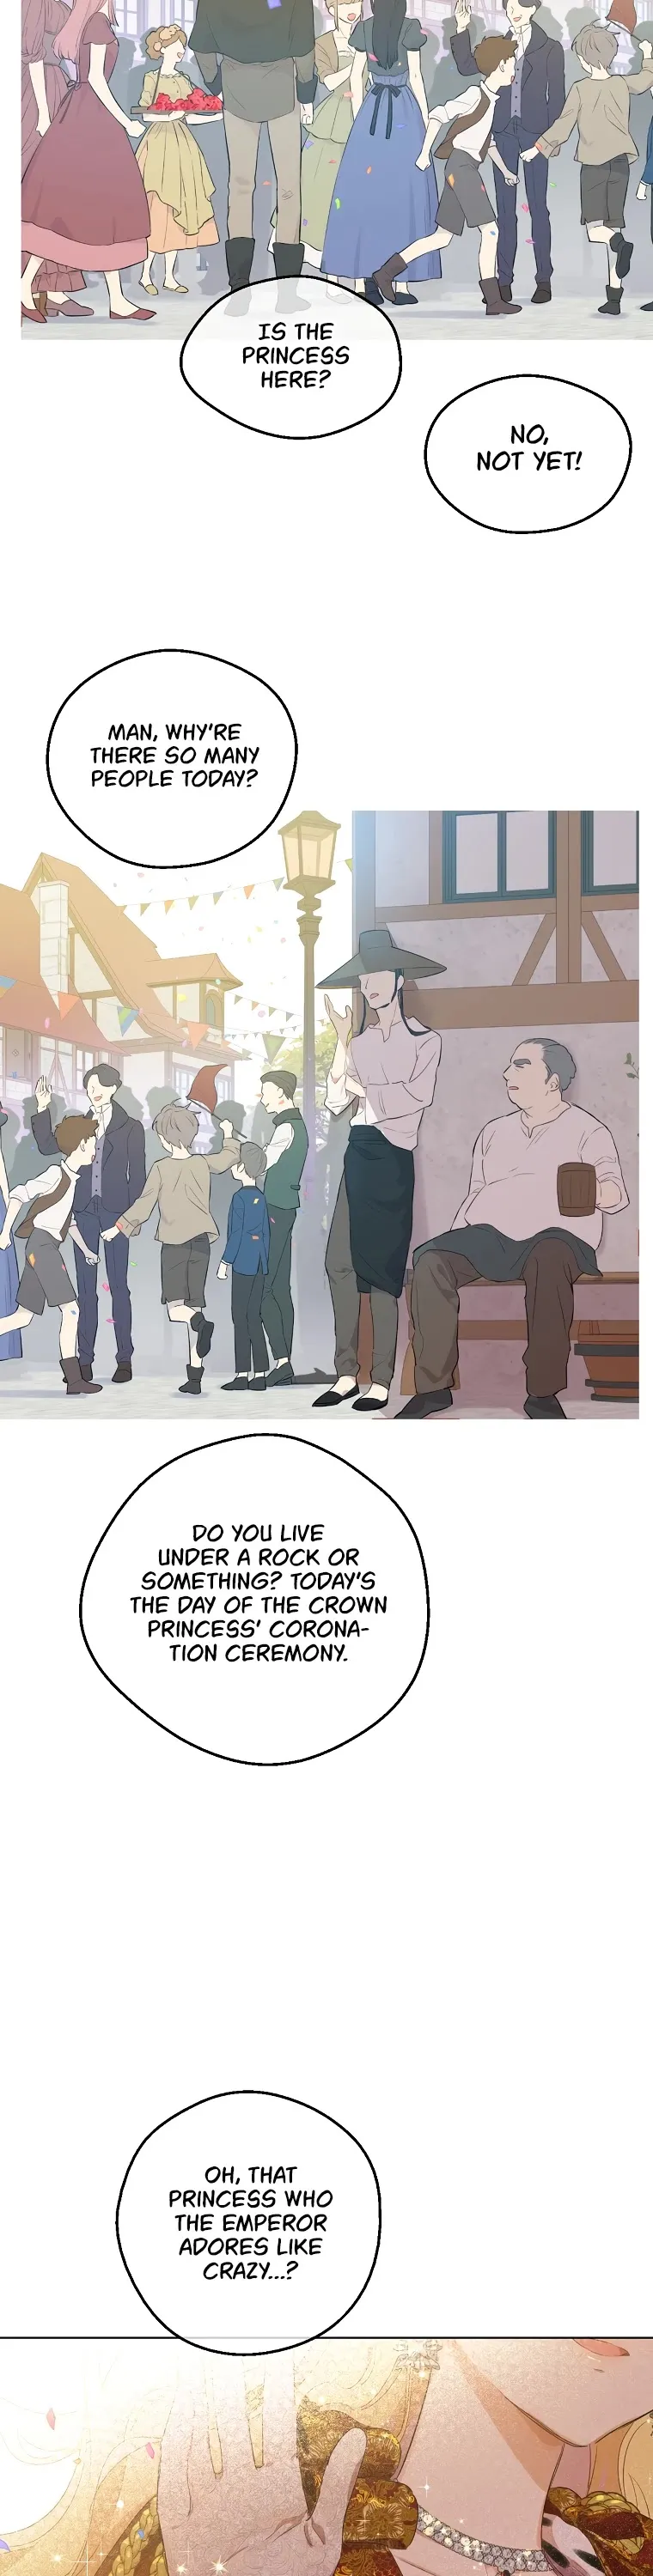 IS THE
PRINCESS
HERE?
NO,
NOT YET!
MAN, WHY'RE
THERE SO MANY
PEOPLE TODAY?
DO YOU LIVE
UNDER A ROCK OR
SOMETHING? TODAY'S
THE DAY OF THE CROWN
PRINCESS' CORONA-
TION CEREMONY.
OH, THAT
PRINCESS WHO
THE EMPEROR
ADORES LIKE
CRAZY...?